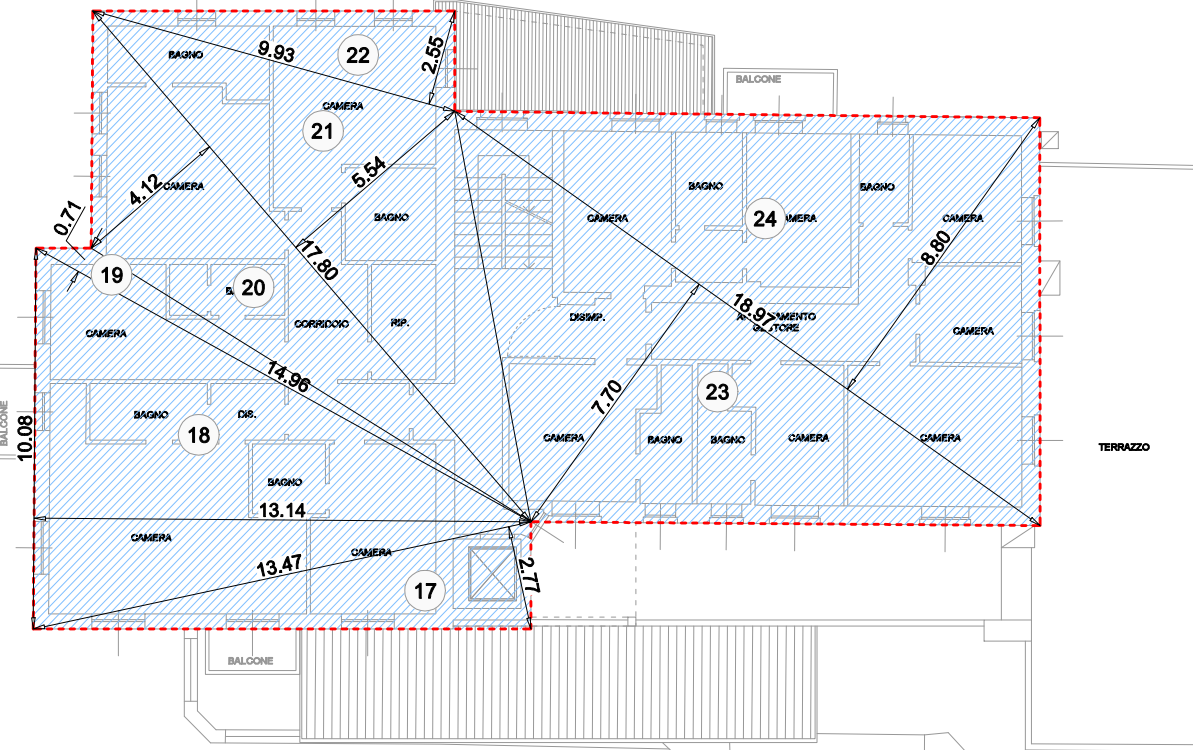 22
9.93
2.55
BAGNO
BALCONE
CAMERA
21
5.54
4.12
CAMERA
BAGNO
BAGNO
0.71
BAGNO
CAMERA
24
CAMERA
8.80
17.80
19
20
CORRIDOIO
RIP.
DISIMP.
18.97
CAMERA
CAMERA
14.96
7.70
23
BALCONE
10.08
BAGNO
DIS.
18
CAMERA
BAGNO
BAGNO
CAMERA
CAMERA
TERRAZZO
BAGNO
13.14
CAMERA
CAMERA
13.47
2.77
17
BALCONE